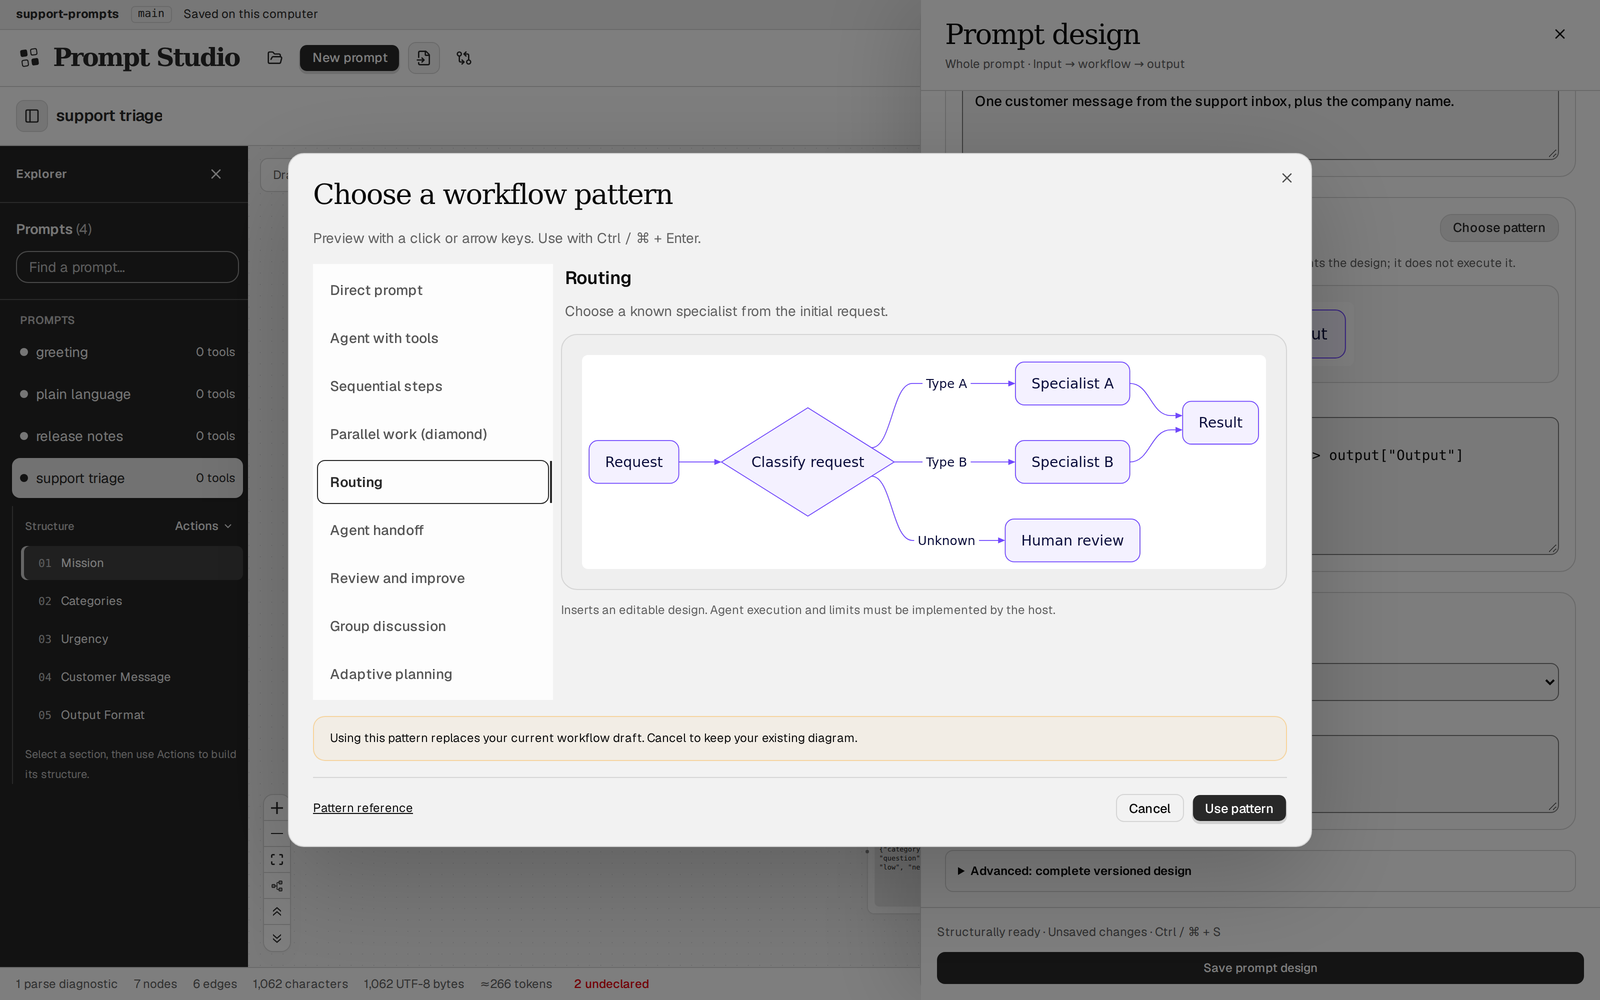 support-prompts main Saved on this computer
Prompt Studio New prompt
support triage
Explorer
Prompts (4)
Find a prompt...
PROMPTS
greeting 0 tools
plain language 0 tools
release notes 0 tools
support triage 0 tools
Structure Actions
01 Mission
02 Categories
03 Urgency
04 Customer Message
05 Output Format
Select a section, then use Actions to build
its structure.
Prompt design
Whole prompt · Input → workflow → output
One customer message from the support inbox, plus the company name.
Choose pattern
the design; it does not execute it.
> output["Output"]
Advanced: complete versioned design
Structurally ready · Unsaved changes · Ctrl / ⌘ + S
Save prompt design
Choose a workflow pattern
Preview with a click or arrow keys. Use with Ctrl / ⌘ + Enter.
Direct prompt
Agent with tools
Sequential steps
Parallel work (diamond)
Routing
Agent handoff
Review and improve
Group discussion
Adaptive planning
Routing
Choose a known specialist from the initial request.
Request
Classify request
Type A
Type B
Unknown
Specialist A
Specialist B
Human review
Result
Inserts an editable design. Agent execution and limits must be implemented by the host.
Using this pattern replaces your current workflow draft. Cancel to keep your existing diagram.
Pattern reference Cancel Use pattern
{"category
"question"
"low", "ne
1 parse diagnostic 7 nodes 6 edges 1,062 characters 1,062 UTF-8 bytes ≈266 tokens 2 undeclared